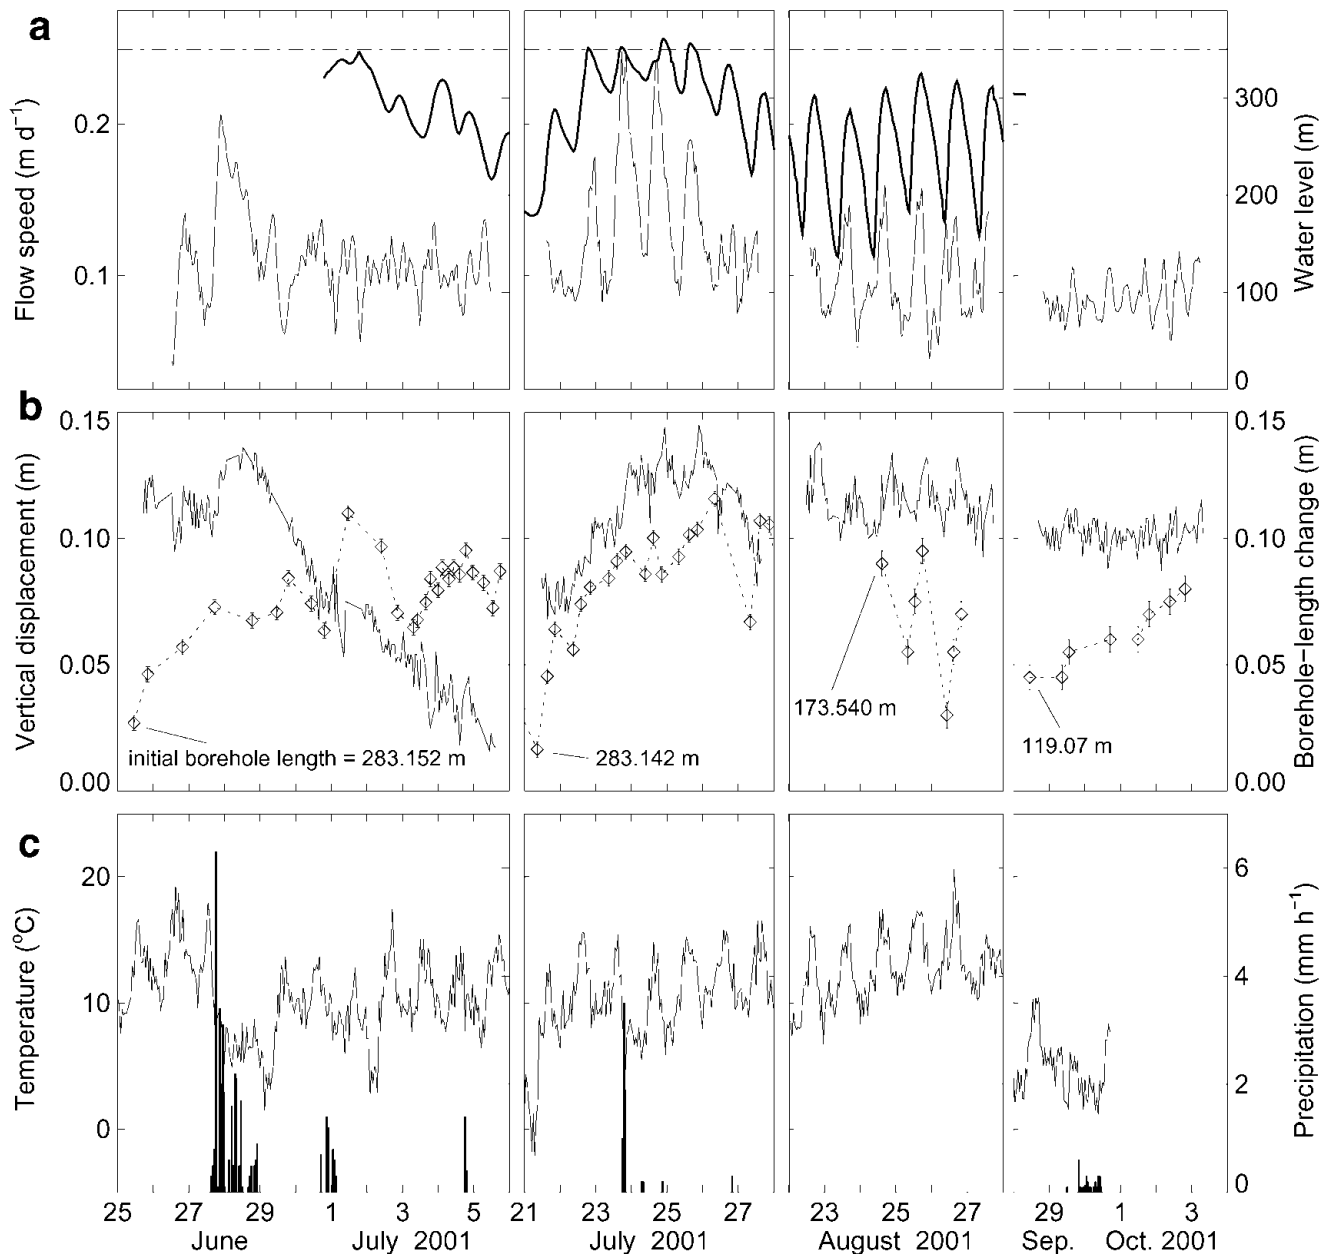 a
0.2
0.1
Flow speed (m d⁻¹)
300
200
100
0
Water level (m)
b
0.15
0.10
0.05
0.00
Vertical displacement (m)
initial borehole length = 283.152 m
283.142 m
173.540 m
119.07 m
0.15
0.10
0.05
0.00
Borehole−length change (m)
c
20
10
0
Temperature (°C)
6
4
2
0
Precipitation (mm h⁻¹)
25 27 29 1 3 5 21 23 25 27 23 25 27 29 1 3
June July 2001 July 2001 August 2001 Sep. Oct. 2001